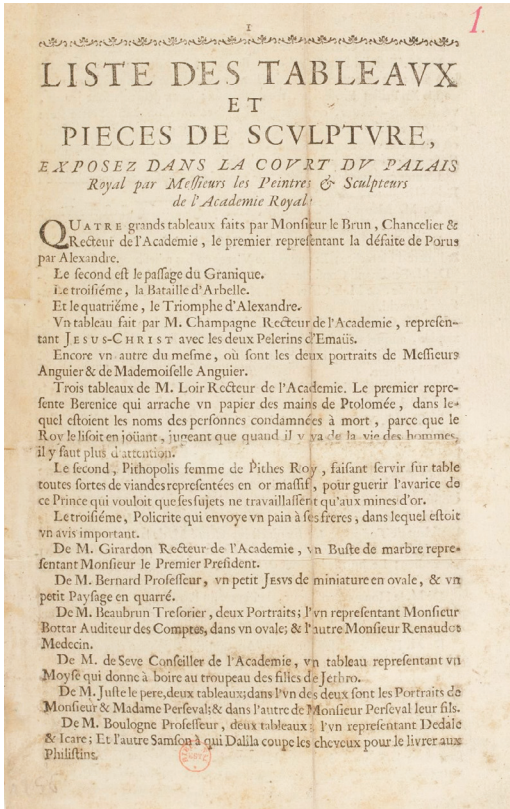 1
1.
LISTE DES TABLEAVX
ET
PIECES DE SCVLPTVRE,
EXPOSEZ DANS LA COVRT DV PALAIS
Royal par Messieurs les Peintres & Sculpteurs
de l'Academie Royal
QUATRE grands tableaux faits par Monsieur le Brun, Chancelier &
Recteur de l'Academie, le premier representant la défaite de Porus
par Alexandre.
Le second est le passage du Granique.
Le troisiéme, la Bataille d'Arbelle.
Et le quatriéme, le Triomphe d'Alexandre.
Vn tableau fait par M. Champagne Recteur de l'Academie, represen-
tant JESUS-CHRIST avec les deux Pelerins d'Emaüs.
Encore vn autre du mesme, où sont les deux portraits de Messieurs
Anguier & de Mademoiselle Anguier.
Trois tableaux de M. Loir Recteur de l'Academie. Le premier repre-
sente Berenice qui arrache vn papier des mains de Ptolomée, dans le-
quel estoient les noms des personnes condamnées à mort, parce que le
Roy le lisoit en joüant, jugeant que quand il y va de la vie des hommes,
il y faut plus d'attention.
Le second, Pithopolis femme de Pithes Roy, faisant servir sur table
toutes sortes de viandes representées en or massif, pour guerir l'avarice de
ce Prince qui vouloit que ses sujets ne travaillassent qu'aux mines d'or.
Le troisiéme, Policrite qui envoye vn pain à ses freres, dans lequel estoit
vn avis important.
De M. Girardon Recteur de l'Academie, vn Buste de marbre repre-
sentant Monsieur le Premier President.
De M. Bernard Professeur, vn petit JESVS de miniature en ovale, & vn
petit Paysage en quarré.
De M. Beaubrun Tresorier, deux Portraits; l'vn representant Monsieur
Bottar Auditeur des Comptes, dans vn ovale; & l'autre Monsieur Renaudot
Medecin.
De M. de Seve Conseiller de l'Academie, vn tableau representant vn
Moyse qui donne à boire au troupeau des filles de Jethro.
De M. Juste le pere, deux tableaux; dans l'vn des deux sont les Portraits de
Monsieur & Madame Perseval; & dans l'autre de Monsieur Perseval leur fils.
De M. Boulogne Professeur, deux tableaux: l'vn representant Dedale
& Icare; Et l'autre Samson à qui Dalila coupe les cheveux pour le livrer aux
Philistins.